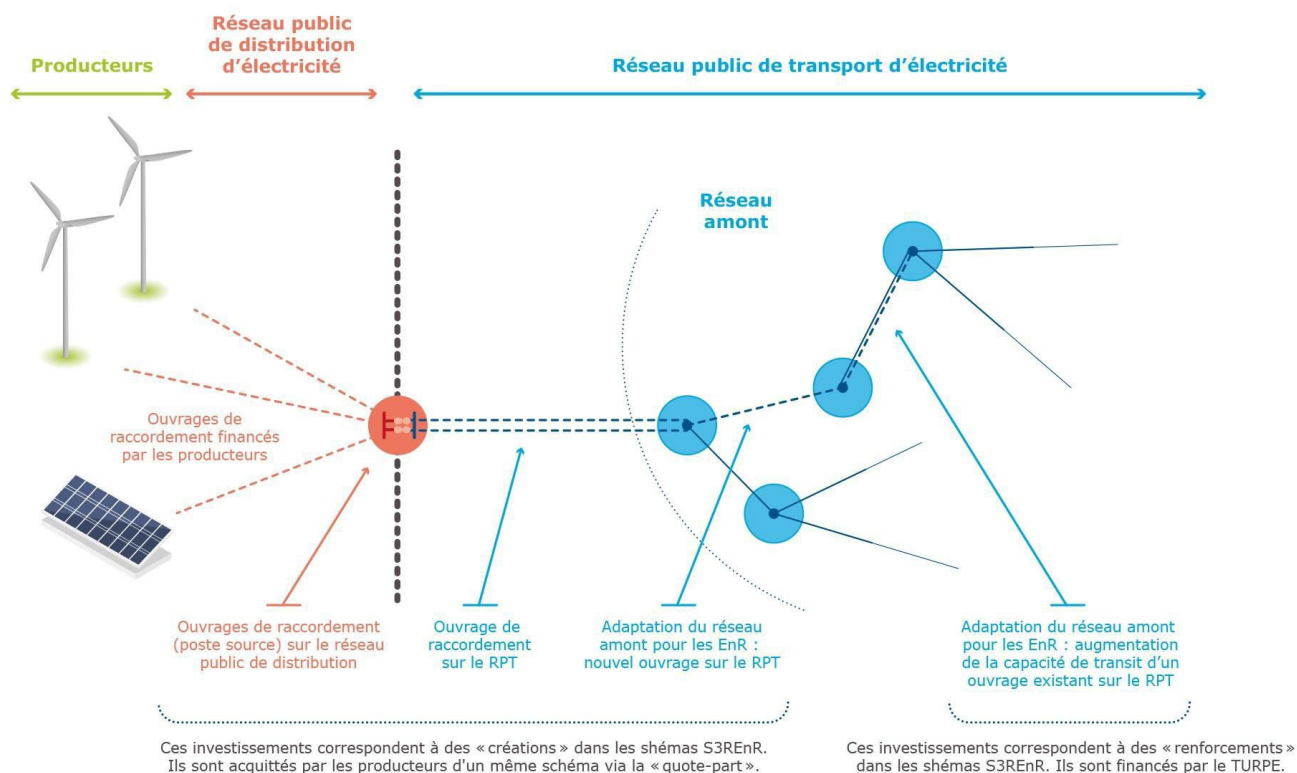 Producteurs
Réseau public
de distribution
d’électricité
Réseau public de transport d’électricité
Réseau
amont
Ouvrages de
raccordement financés
par les producteurs
Ouvrages de raccordement
(poste source) sur le réseau
public de distribution
Ouvrage de
raccordement
sur le RPT
Adaptation du réseau
amont pour les EnR :
nouvel ouvrage sur le RPT
Adaptation du réseau amont
pour les EnR : augmentation
de la capacité de transit d’un
ouvrage existant sur le RPT
Ces investissements correspondent à des « créations » dans les shémas S3REnR.
Ils sont acquittés par les producteurs d'un même schéma via la « quote-part ».
Ces investissements correspondent à des « renforcements »
dans les shémas S3REnR. Ils sont financés par le TURPE.